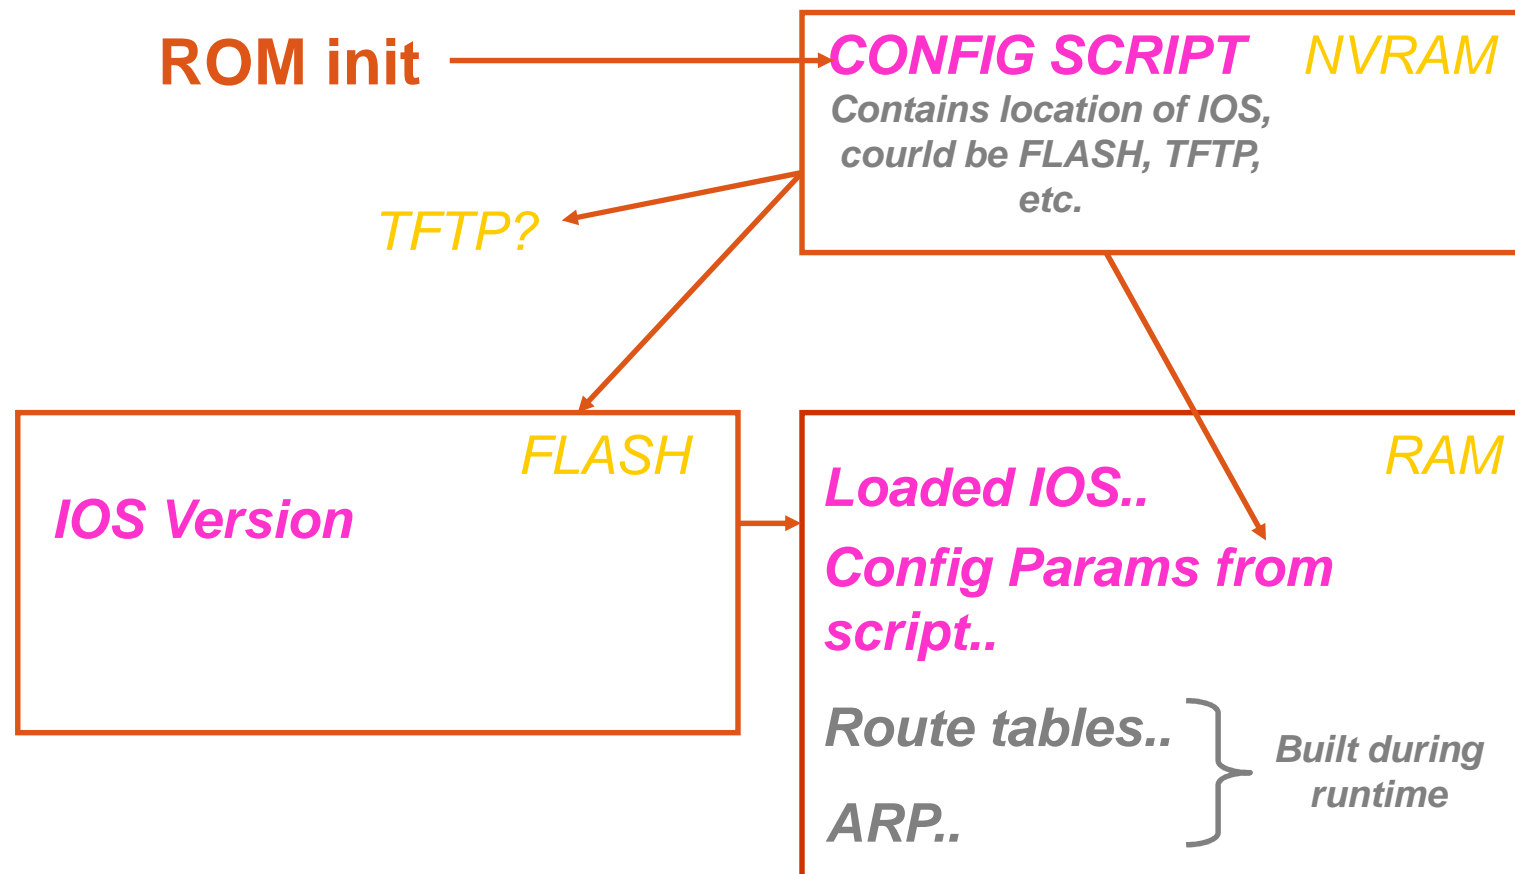 ROM init
CONFIG SCRIPT
NVRAM
Contains location of IOS,
courld be FLASH, TFTP,
etc.
TFTP?
FLASH
IOS Version
RAM
Loaded IOS..
Config Params from
script..
Route tables..
ARP..
Built during
runtime